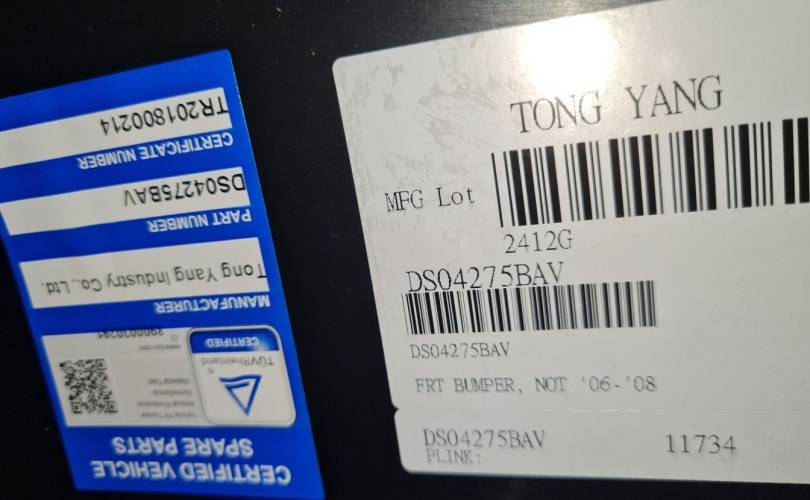 CERTIFIED VEHICLE
SPARE PARTS
TÜVRheinland
®
CERTIFIED
MANUFACTURER
Tong Yang Industry Co., Ltd.
PART NUMBER
DS04275BAV
CERTIFICATE NUMBER
TR201800214
TONG YANG
MFG Lot
2412G
DS04275BAV
DS04275BAV
FRT BUMPER, NOT '06-'08
DS04275BAV
11734
PLINK: